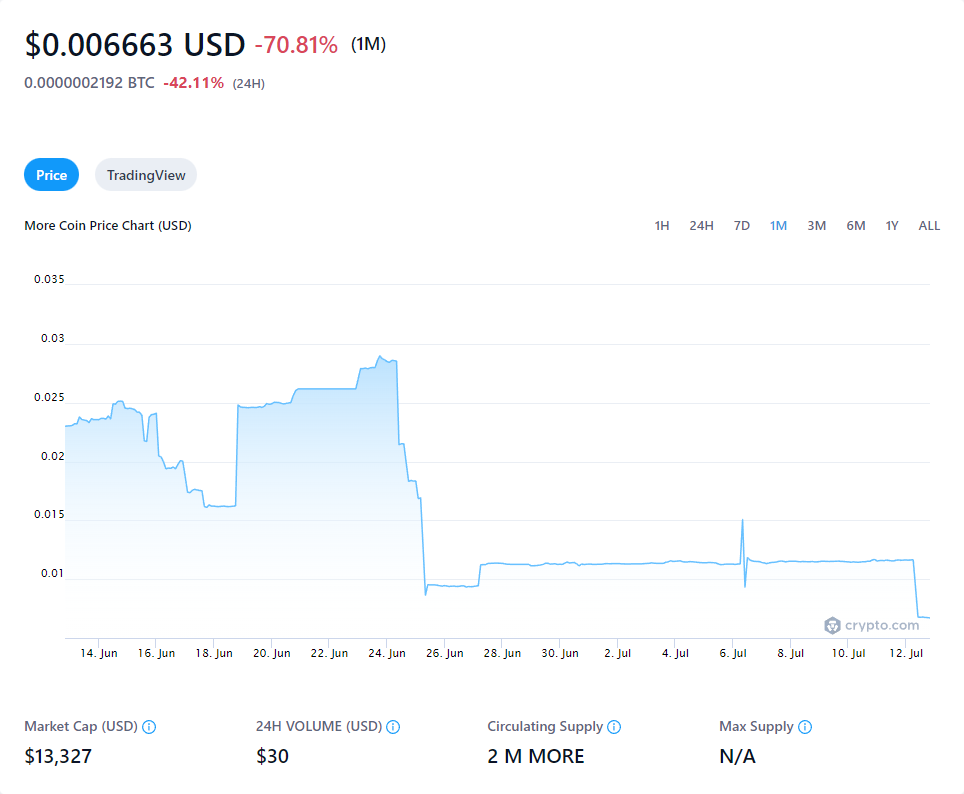 $0.006663 USD -70.81% (1M)
0.0000002192 BTC -42.11% (24H)
Price TradingView
More Coin Price Chart (USD) 1H 24H 7D 1M 3M 6M 1Y ALL
0.035
0.03
0.025
0.02
0.015
0.01
crypto.com
14. Jun 16. Jun 18. Jun 20. Jun 22. Jun 24. Jun 26. Jun 28. Jun 30. Jun 2. Jul 4. Jul 6. Jul 8. Jul 10. Jul 12. Jul
Market Cap (USD) 24H VOLUME (USD) Circulating Supply Max Supply
$13,327 $30 2 M MORE N/A